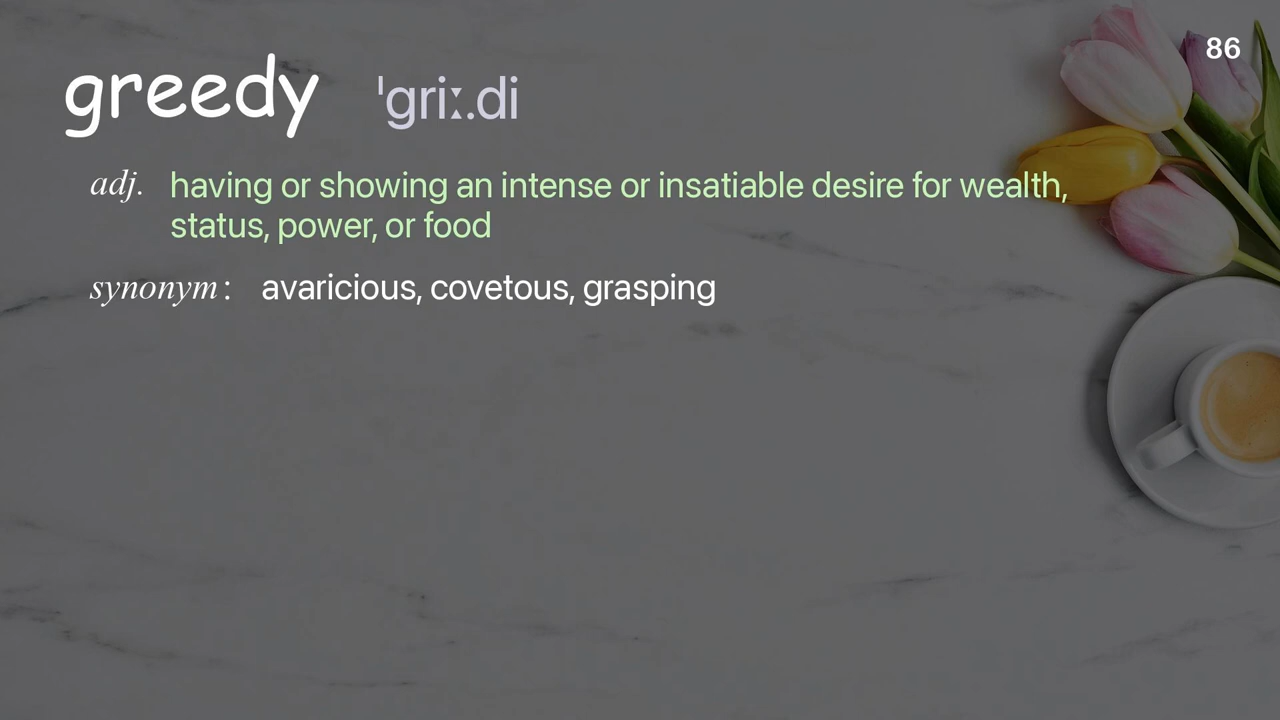 86
greedy ˈɡriː.di
adj. having or showing an intense or insatiable desire for wealth,
status, power, or food
synonym: avaricious, covetous, grasping